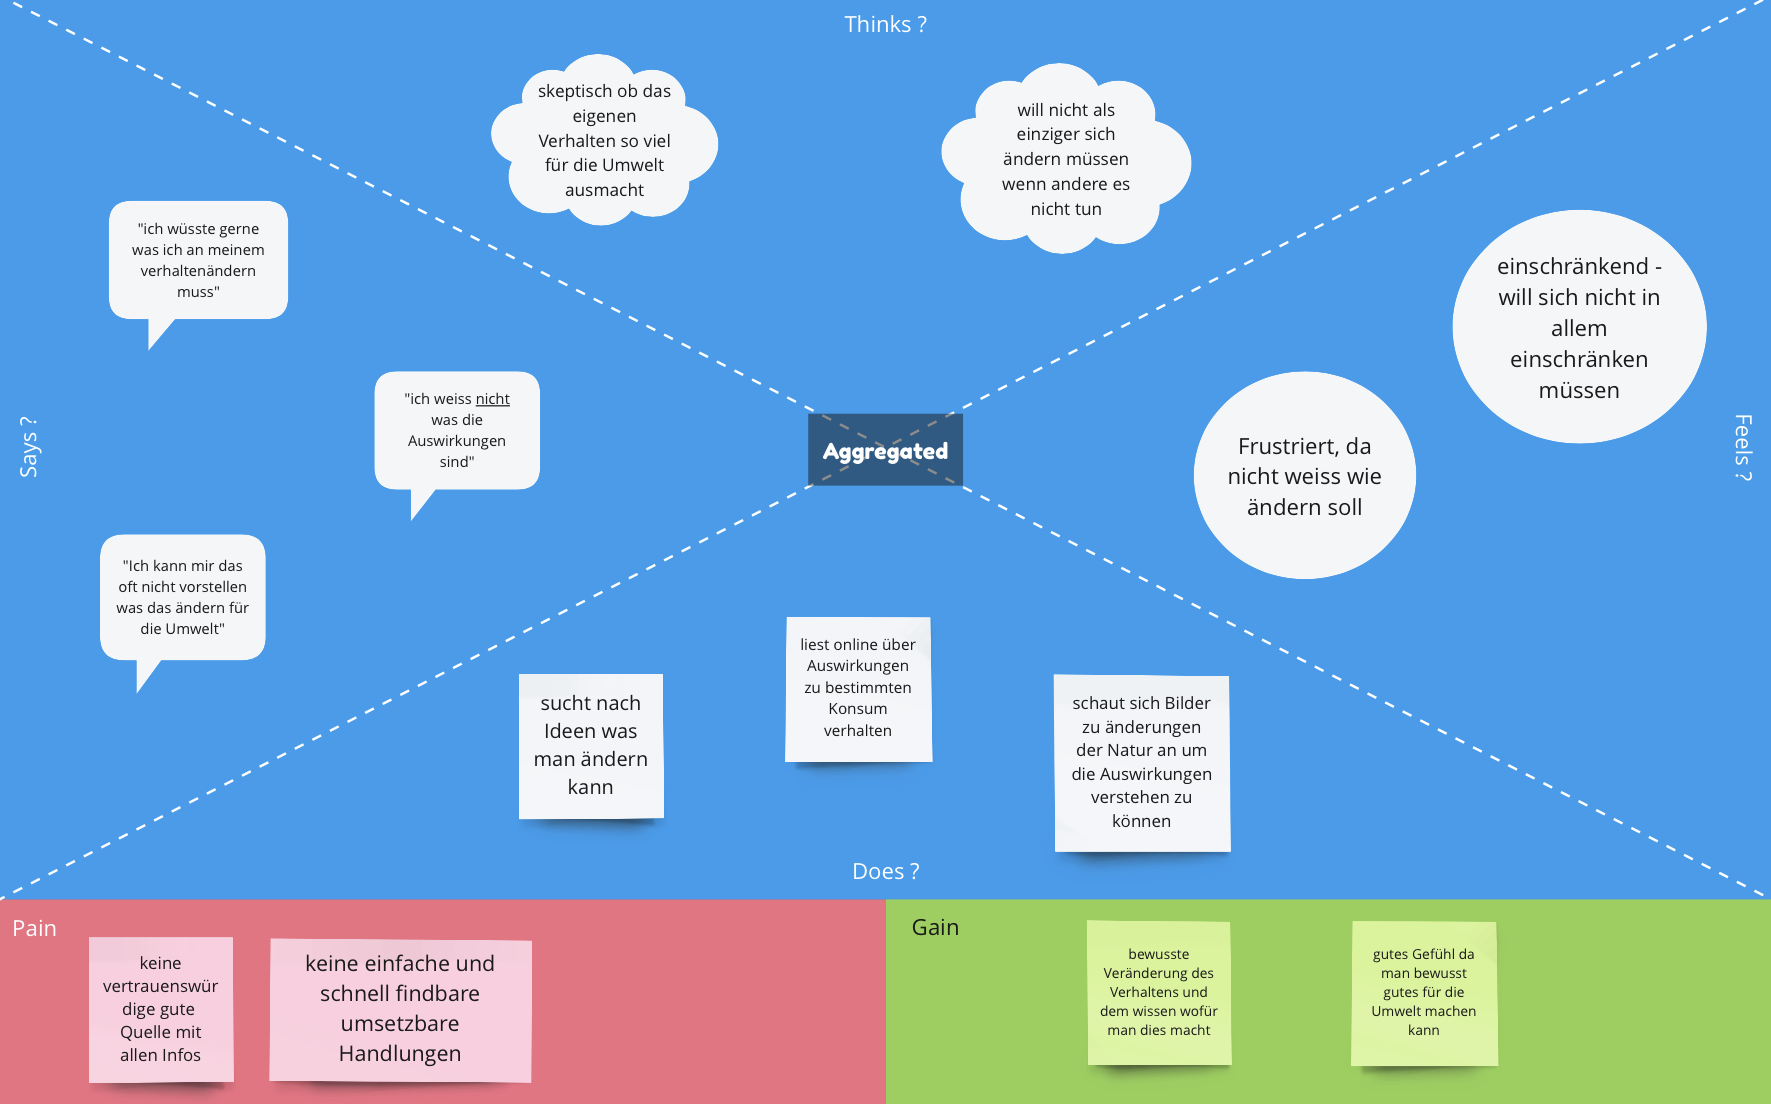 Thinks ?
skeptisch ob das
eigenen
Verhalten so viel
für die Umwelt
ausmacht
will nicht als
einziger sich
ändern müssen
wenn andere es
nicht tun
Says ?
"ich wüsste gerne
was ich an meinem
verhaltenändern
muss"
"ich weiss nicht
was die
Auswirkungen
sind"
"Ich kann mir das
oft nicht vorstellen
was das ändern für
die Umwelt"
Aggregated
Feels ?
einschränkend -
will sich nicht in
allem
einschränken
müssen
Frustriert, da
nicht weiss wie
ändern soll
sucht nach
Ideen was
man ändern
kann
liest online über
Auswirkungen
zu bestimmten
Konsum
verhalten
schaut sich Bilder
zu änderungen
der Natur an um
die Auswirkungen
verstehen zu
können
Does ?
Pain
keine
vertrauenswür
dige gute
Quelle mit
allen Infos
keine einfache und
schnell findbare
umsetzbare
Handlungen
Gain
bewusste
Veränderung des
Verhaltens und
dem wissen wofür
man dies macht
gutes Gefühl da
man bewusst
gutes für die
Umwelt machen
kann